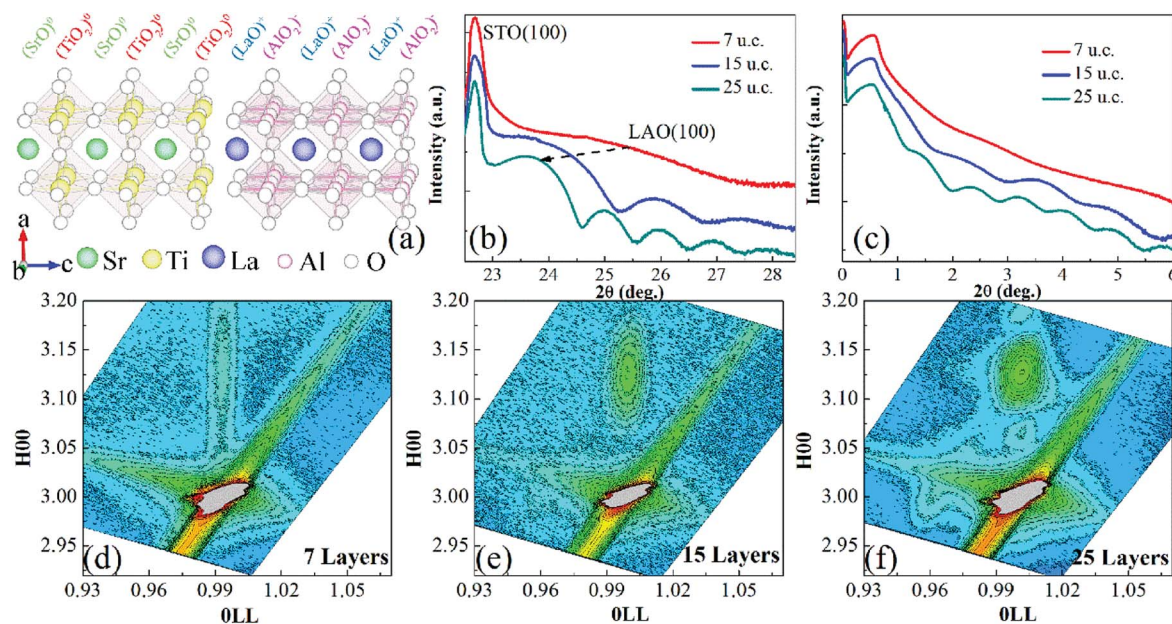 (SrO)⁰ (TiO₂)⁰ (SrO)⁰ (TiO₂)⁰ (SrO)⁰ (TiO₂)⁰ (LaO)⁺ (AlO₂)⁻ (LaO)⁺ (AlO₂)⁻ (LaO)⁺ (AlO₂)⁻
a
b c
Sr Ti La Al O
(a)
Intensity (a.u.)
STO(100)
7 u.c.
15 u.c.
25 u.c.
LAO(100)
(b)
23 24 25 26 27 28
2θ (deg.)
Intensity (a.u.)
7 u.c.
15 u.c.
25 u.c.
(c)
0 1 2 3 4 5 6
2θ (deg.)
H00
3.20
3.15
3.10
3.05
3.00
2.95
(d)
7 Layers
0.93 0.96 0.99 1.02 1.05
0LL
H00
3.20
3.15
3.10
3.05
3.00
2.95
(e)
15 Layers
0.93 0.96 0.99 1.02 1.05
0LL
H00
3.20
3.15
3.10
3.05
3.00
2.95
(f)
25 Layers
0.93 0.96 0.99 1.02 1.05
0LL